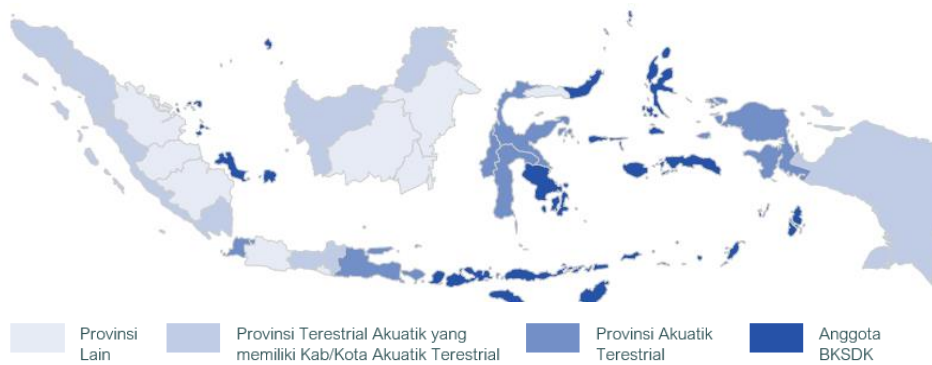 Provinsi
Lain
Provinsi Terestrial Akuatik yang
memiliki Kab/Kota Akuatik Terestrial
Provinsi Akuatik
Terestrial
Anggota
BKSDK